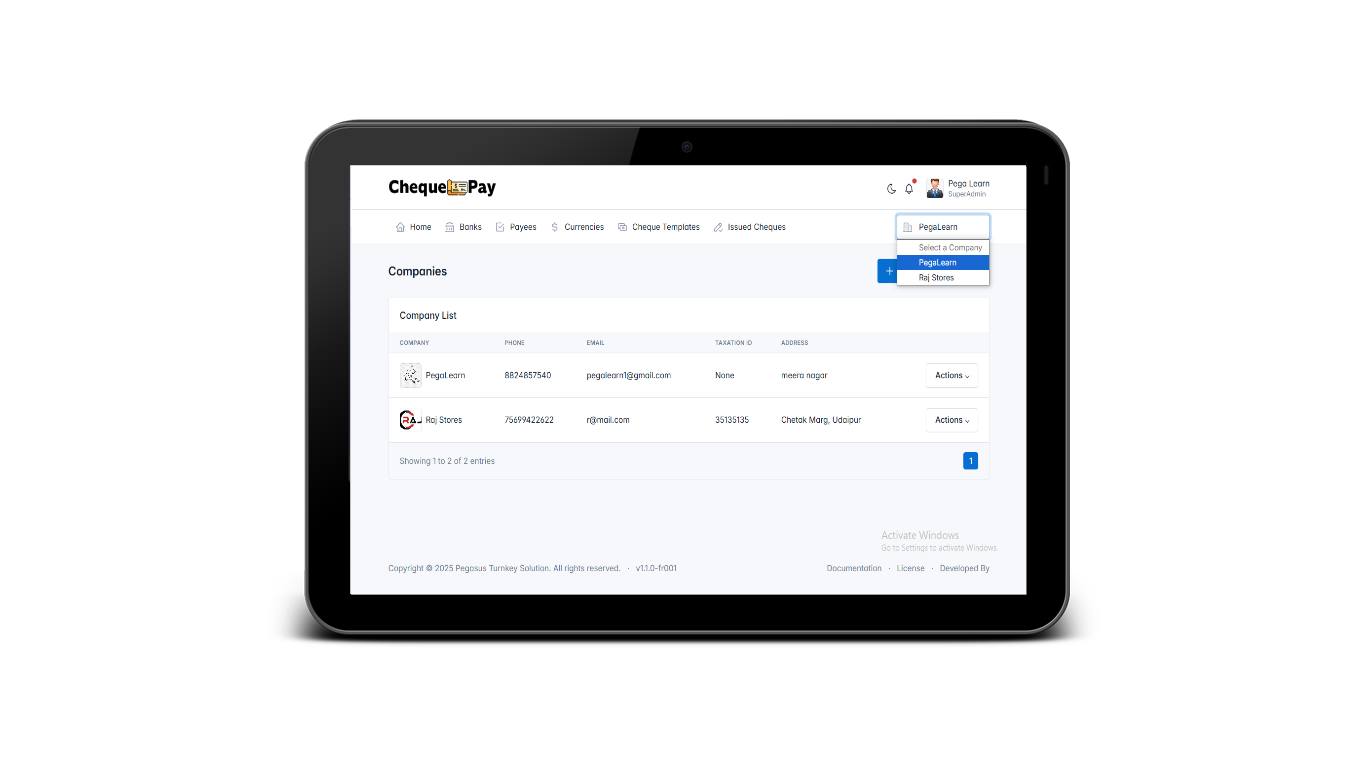 Cheque Pay
Pega Learn
SuperAdmin
Home Banks Payees Currencies Cheque Templates Issued Cheques PegaLearn
Select a Company
PegaLearn
Raj Stores
Companies
+
Company List
COMPANY PHONE EMAIL TAXATION ID ADDRESS
PegaLearn 8824857540 pegalearn1@gmail.com None meera nagar Actions
RAJ Raj Stores 75699422622 r@mail.com 35135135 Chetak Marg, Udaipur Actions
Showing 1 to 2 of 2 entries 1
Activate Windows
Go to Settings to activate Windows.
Copyright © 2025 Pegasus Turnkey Solution. All rights reserved. · v1.1.0-fr001 Documentation · License · Developed By